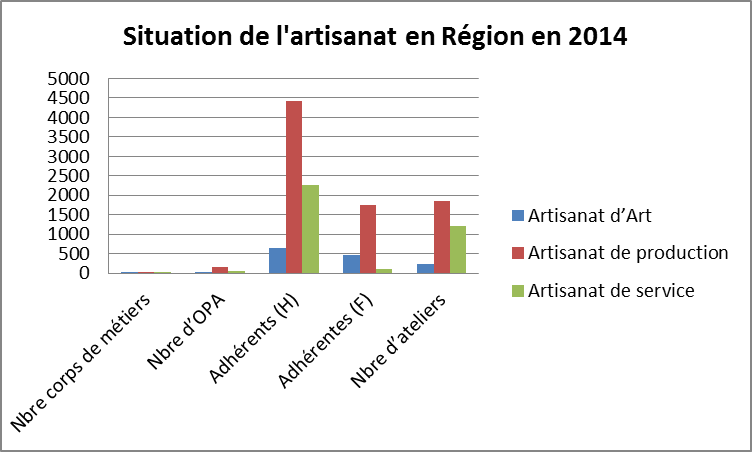 Situation de l'artisanat en Région en 2014
5000
4500
4000
3500
3000
2500
2000
1500
1000
500
0
Nbre corps de métiers
Nbre d’OPA
Adhérents (H)
Adhérentes (F)
Nbre d’ateliers
Artisanat d’Art
Artisanat de production
Artisanat de service